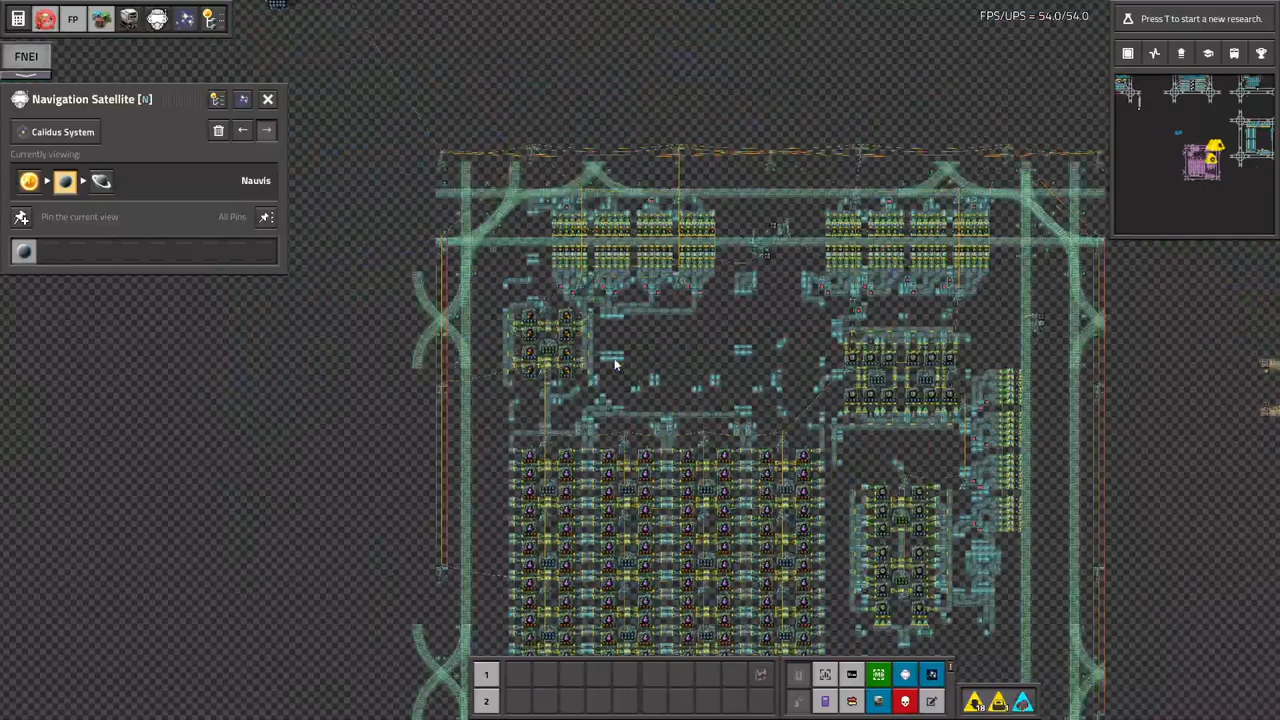 FP
FPS/UPS = 54.0/54.0
Press T to start a new research.
FNEI
Navigation Satellite [N]
Calidus System
Currently viewing:
Nauvis
Pin the current view
All Pins
1
2
18